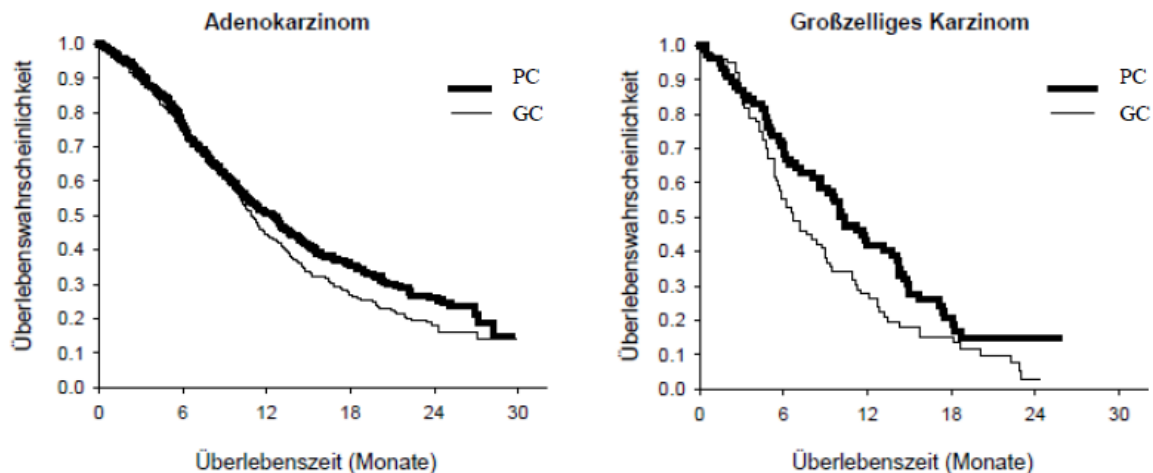 Adenokarzinom
Überlebenswahrscheinlichkeit
1.0
0.9
0.8
0.7
0.6
0.5
0.4
0.3
0.2
0.1
0.0
PC
GC
0 6 12 18 24 30
Überlebenszeit (Monate)
Großzelliges Karzinom
Überlebenswahrscheinlichkeit
1.0
0.9
0.8
0.7
0.6
0.5
0.4
0.3
0.2
0.1
0.0
PC
GC
0 6 12 18 24 30
Überlebenszeit (Monate)